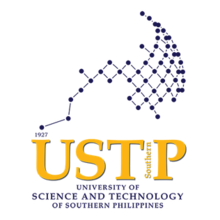 1927
USTP
Southern
UNIVERSITY OF
SCIENCE AND TECHNOLOGY
OF SOUTHERN PHILIPPINES